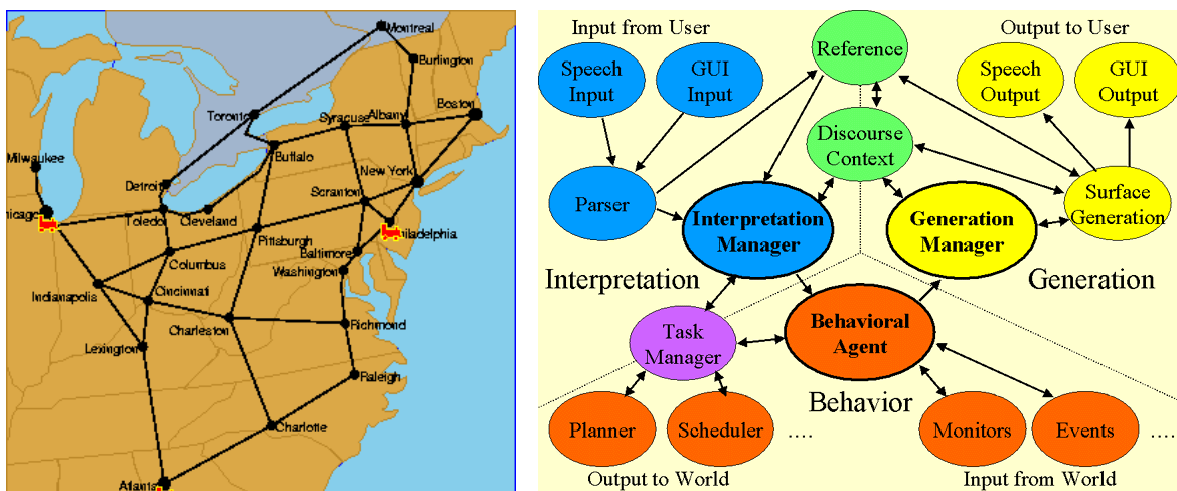 Montreal
Burlington
Boston
Toronto
Syracuse
Albany
Buffalo
Milwaukee
New York
Detroit
Scranton
hicago
Toledo
Cleveland
Pittsburgh
hiladelphia
Baltimore
Columbus
Washington
Indianapolis
Cincinnati
Charleston
Richmond
Lexington
Raleigh
Charlotte
Atlanta
Input from User
Output to User
Reference
Speech
Input
GUI
Input
Speech
Output
GUI
Output
Discourse
Context
Parser
Interpretation
Manager
Generation
Manager
Surface
Generation
Interpretation
Generation
Task
Manager
Behavioral
Agent
Behavior
Planner
Scheduler
....
Monitors
Events
....
Output to World
Input from World